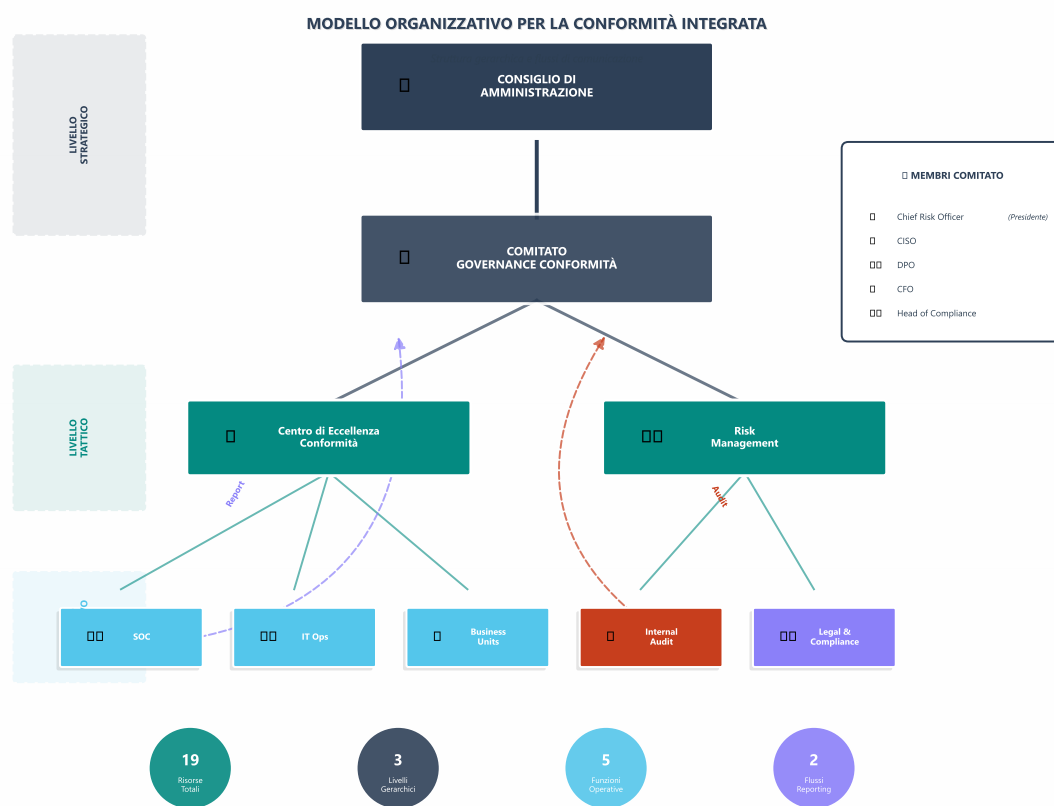 MODELLO ORGANIZZATIVO PER LA CONFORMITÀ INTEGRATA
LIVELLO
STRATEGICO
CONSIGLIO DI
AMMINISTRAZIONE
MEMBRI COMITATO
Chief Risk Officer (Presidente)
CISO
DPO
CFO
Head of Compliance
COMITATO
GOVERNANCE CONFORMITÀ
LIVELLO
TATTICO
Centro di Eccellenza
Conformità
Risk
Management
Report
Audit
SOC
IT Ops
Business
Units
Internal
Audit
Legal &
Compliance
19
Risorse
Totali
3
Livelli
Gerarchici
5
Funzioni
Operative
2
Flussi
Reporting